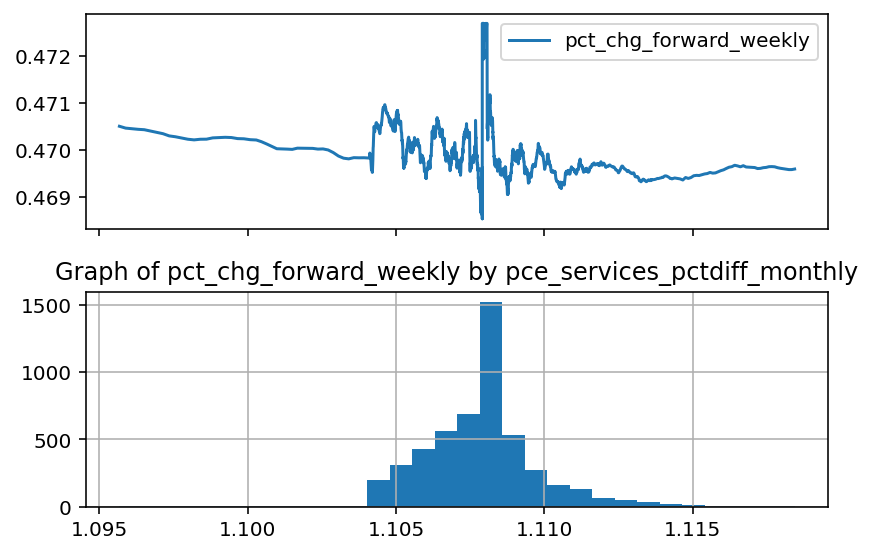 pct_chg_forward_weekly
0.472
0.471
0.470
0.469
Graph of pct_chg_forward_weekly by pce_services_pctdiff_monthly
1500
1000
500
0
1.095 1.100 1.105 1.110 1.115